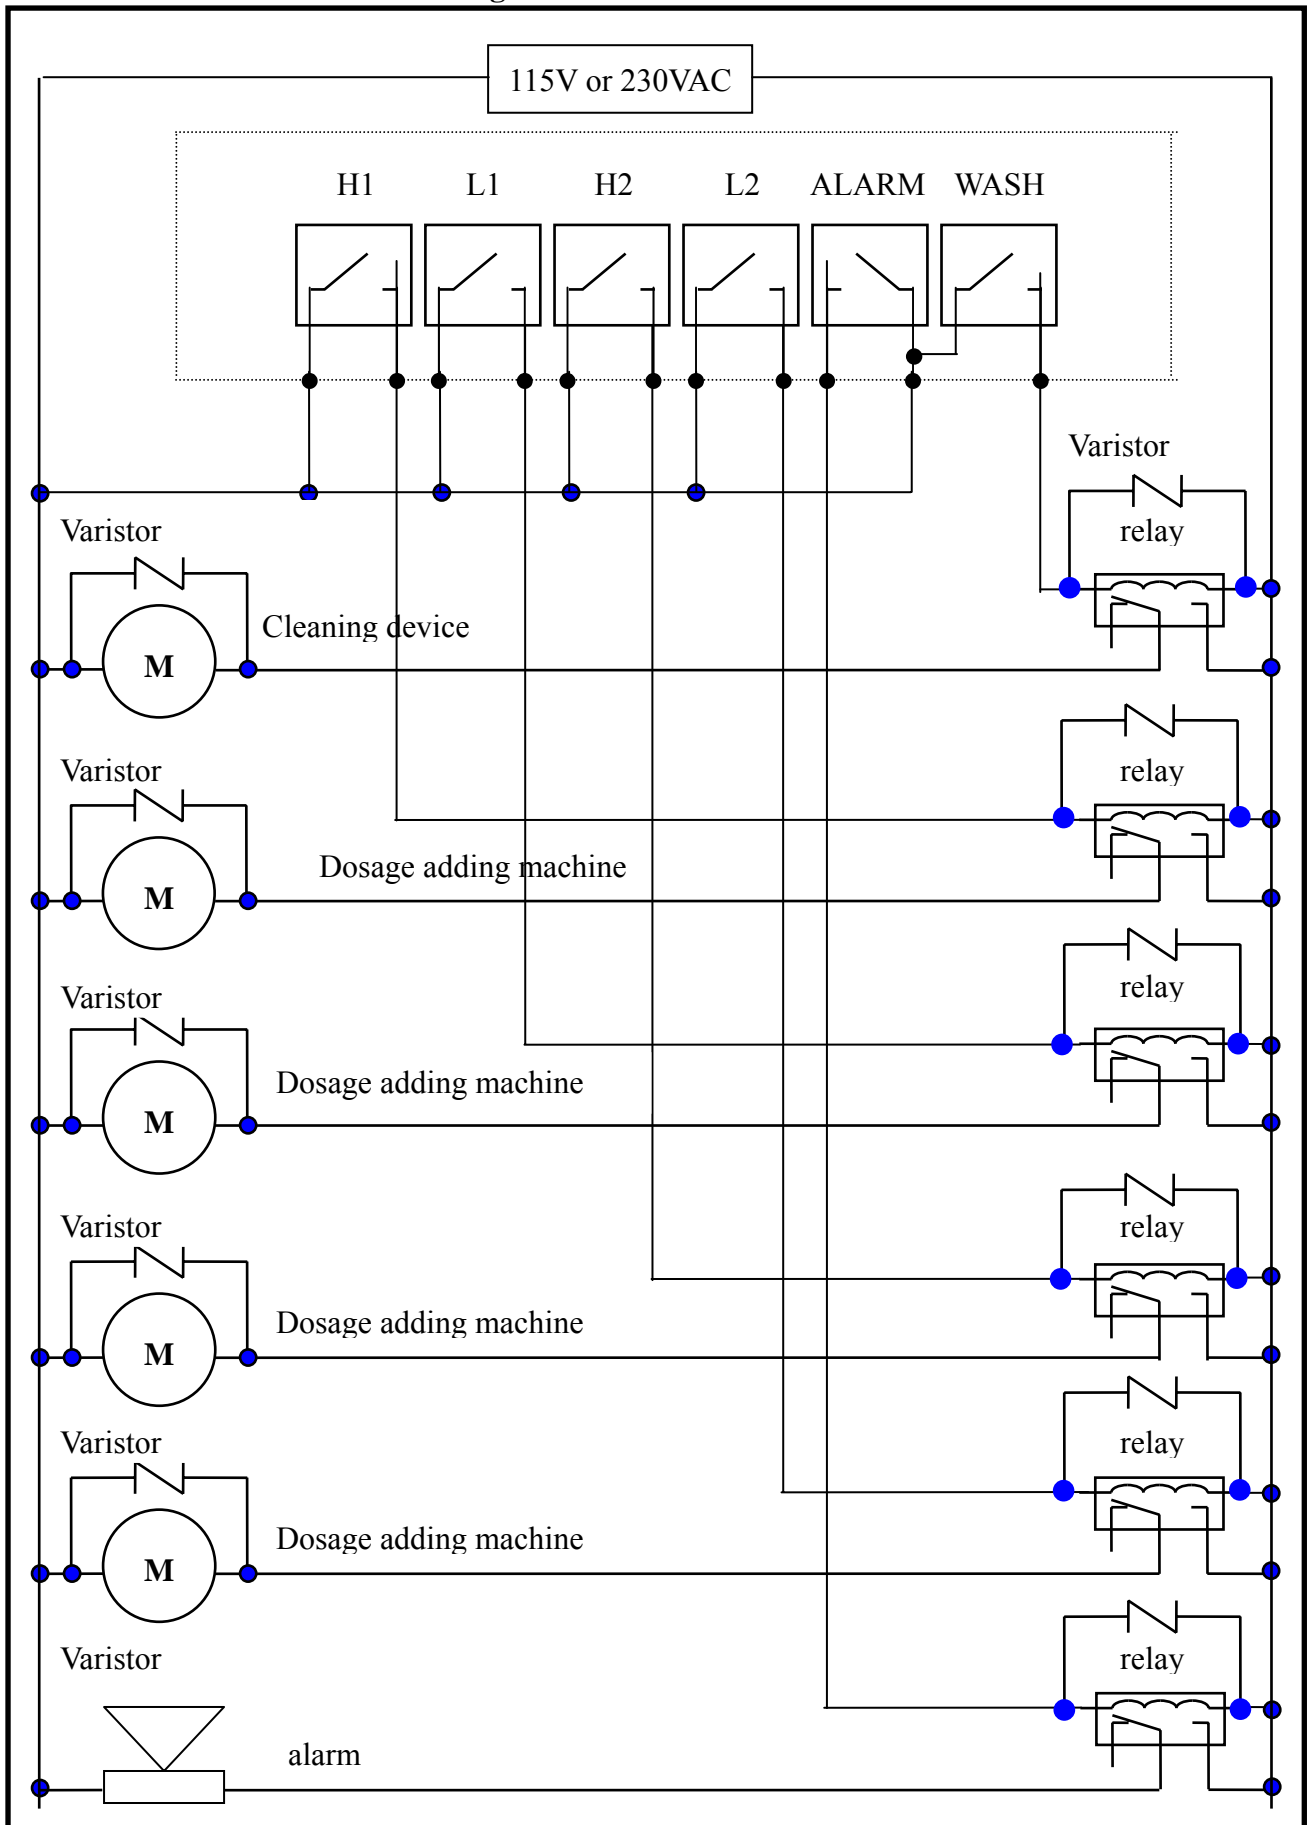 115V or 230VAC
H1 L1 H2 L2 ALARM WASH
Varistor
relay
Varistor
Cleaning device
M
relay
Varistor
Dosage adding machine
M
relay
Varistor
Dosage adding machine
M
relay
Varistor
Dosage adding machine
M
relay
Varistor
Dosage adding machine
M
relay
Varistor
alarm